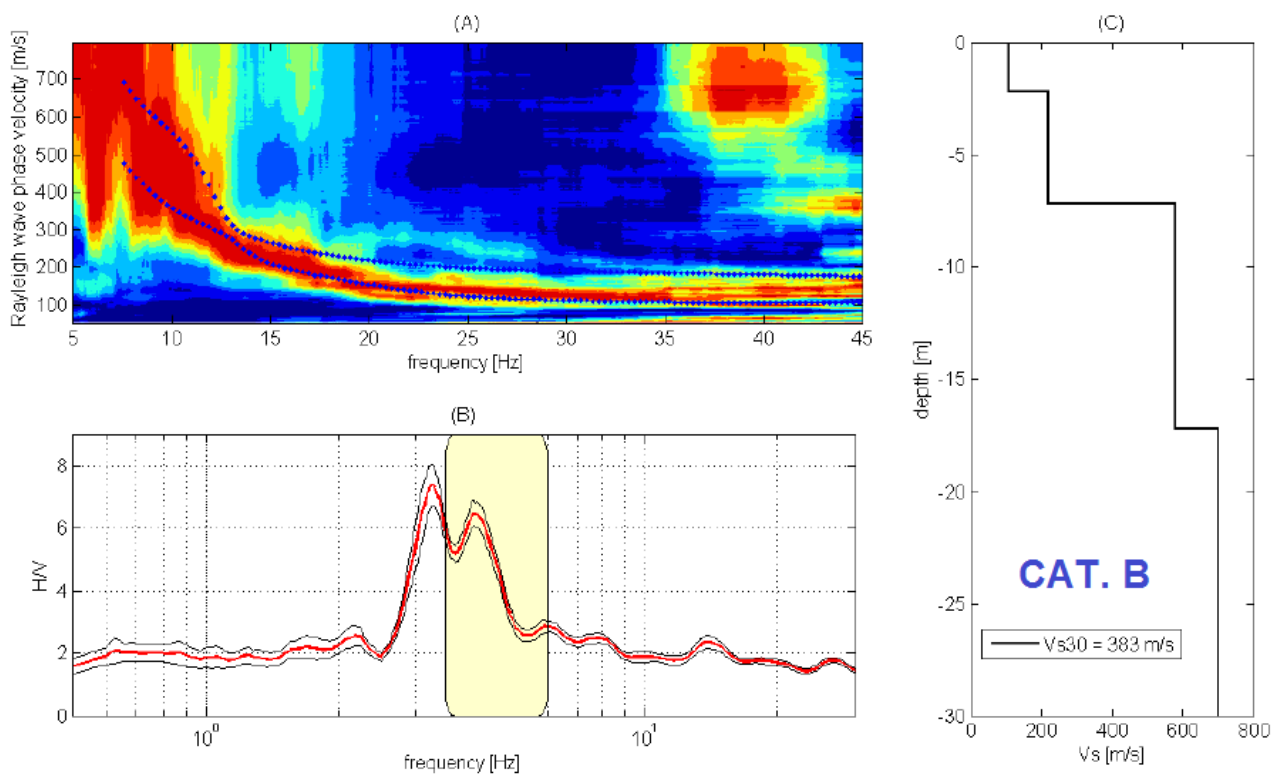 (A)
Rayleigh wave phase velocity [m/s]
700
600
500
400
300
200
100
5 10 15 20 25 30 35 40 45
frequency [Hz]
(B)
H/V
8
6
4
2
0
10^0 10^1
frequency [Hz]
(C)
depth [m]
0
-5
-10
-15
-20
-25
-30
CAT. B
Vs30 = 383 m/s
0 200 400 600 800
Vs [m/s]